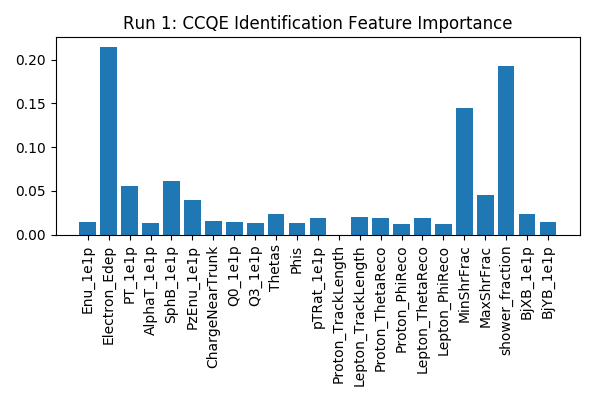 Run 1: CCQE Identification Feature Importance
0.20
0.15
0.10
0.05
0.00
Enu_1e1p
Electron_Edep
PT_1e1p
AlphaT_1e1p
SphB_1e1p
PzEnu_1e1p
ChargeNearTrunk
Q0_1e1p
Q3_1e1p
Thetas
Phis
pTRat_1e1p
Proton_TrackLength
Lepton_TrackLength
Proton_ThetaReco
Proton_PhiReco
Lepton_ThetaReco
Lepton_PhiReco
MinShrFrac
MaxShrFrac
shower_fraction
BjXB_1e1p
BjYB_1e1p